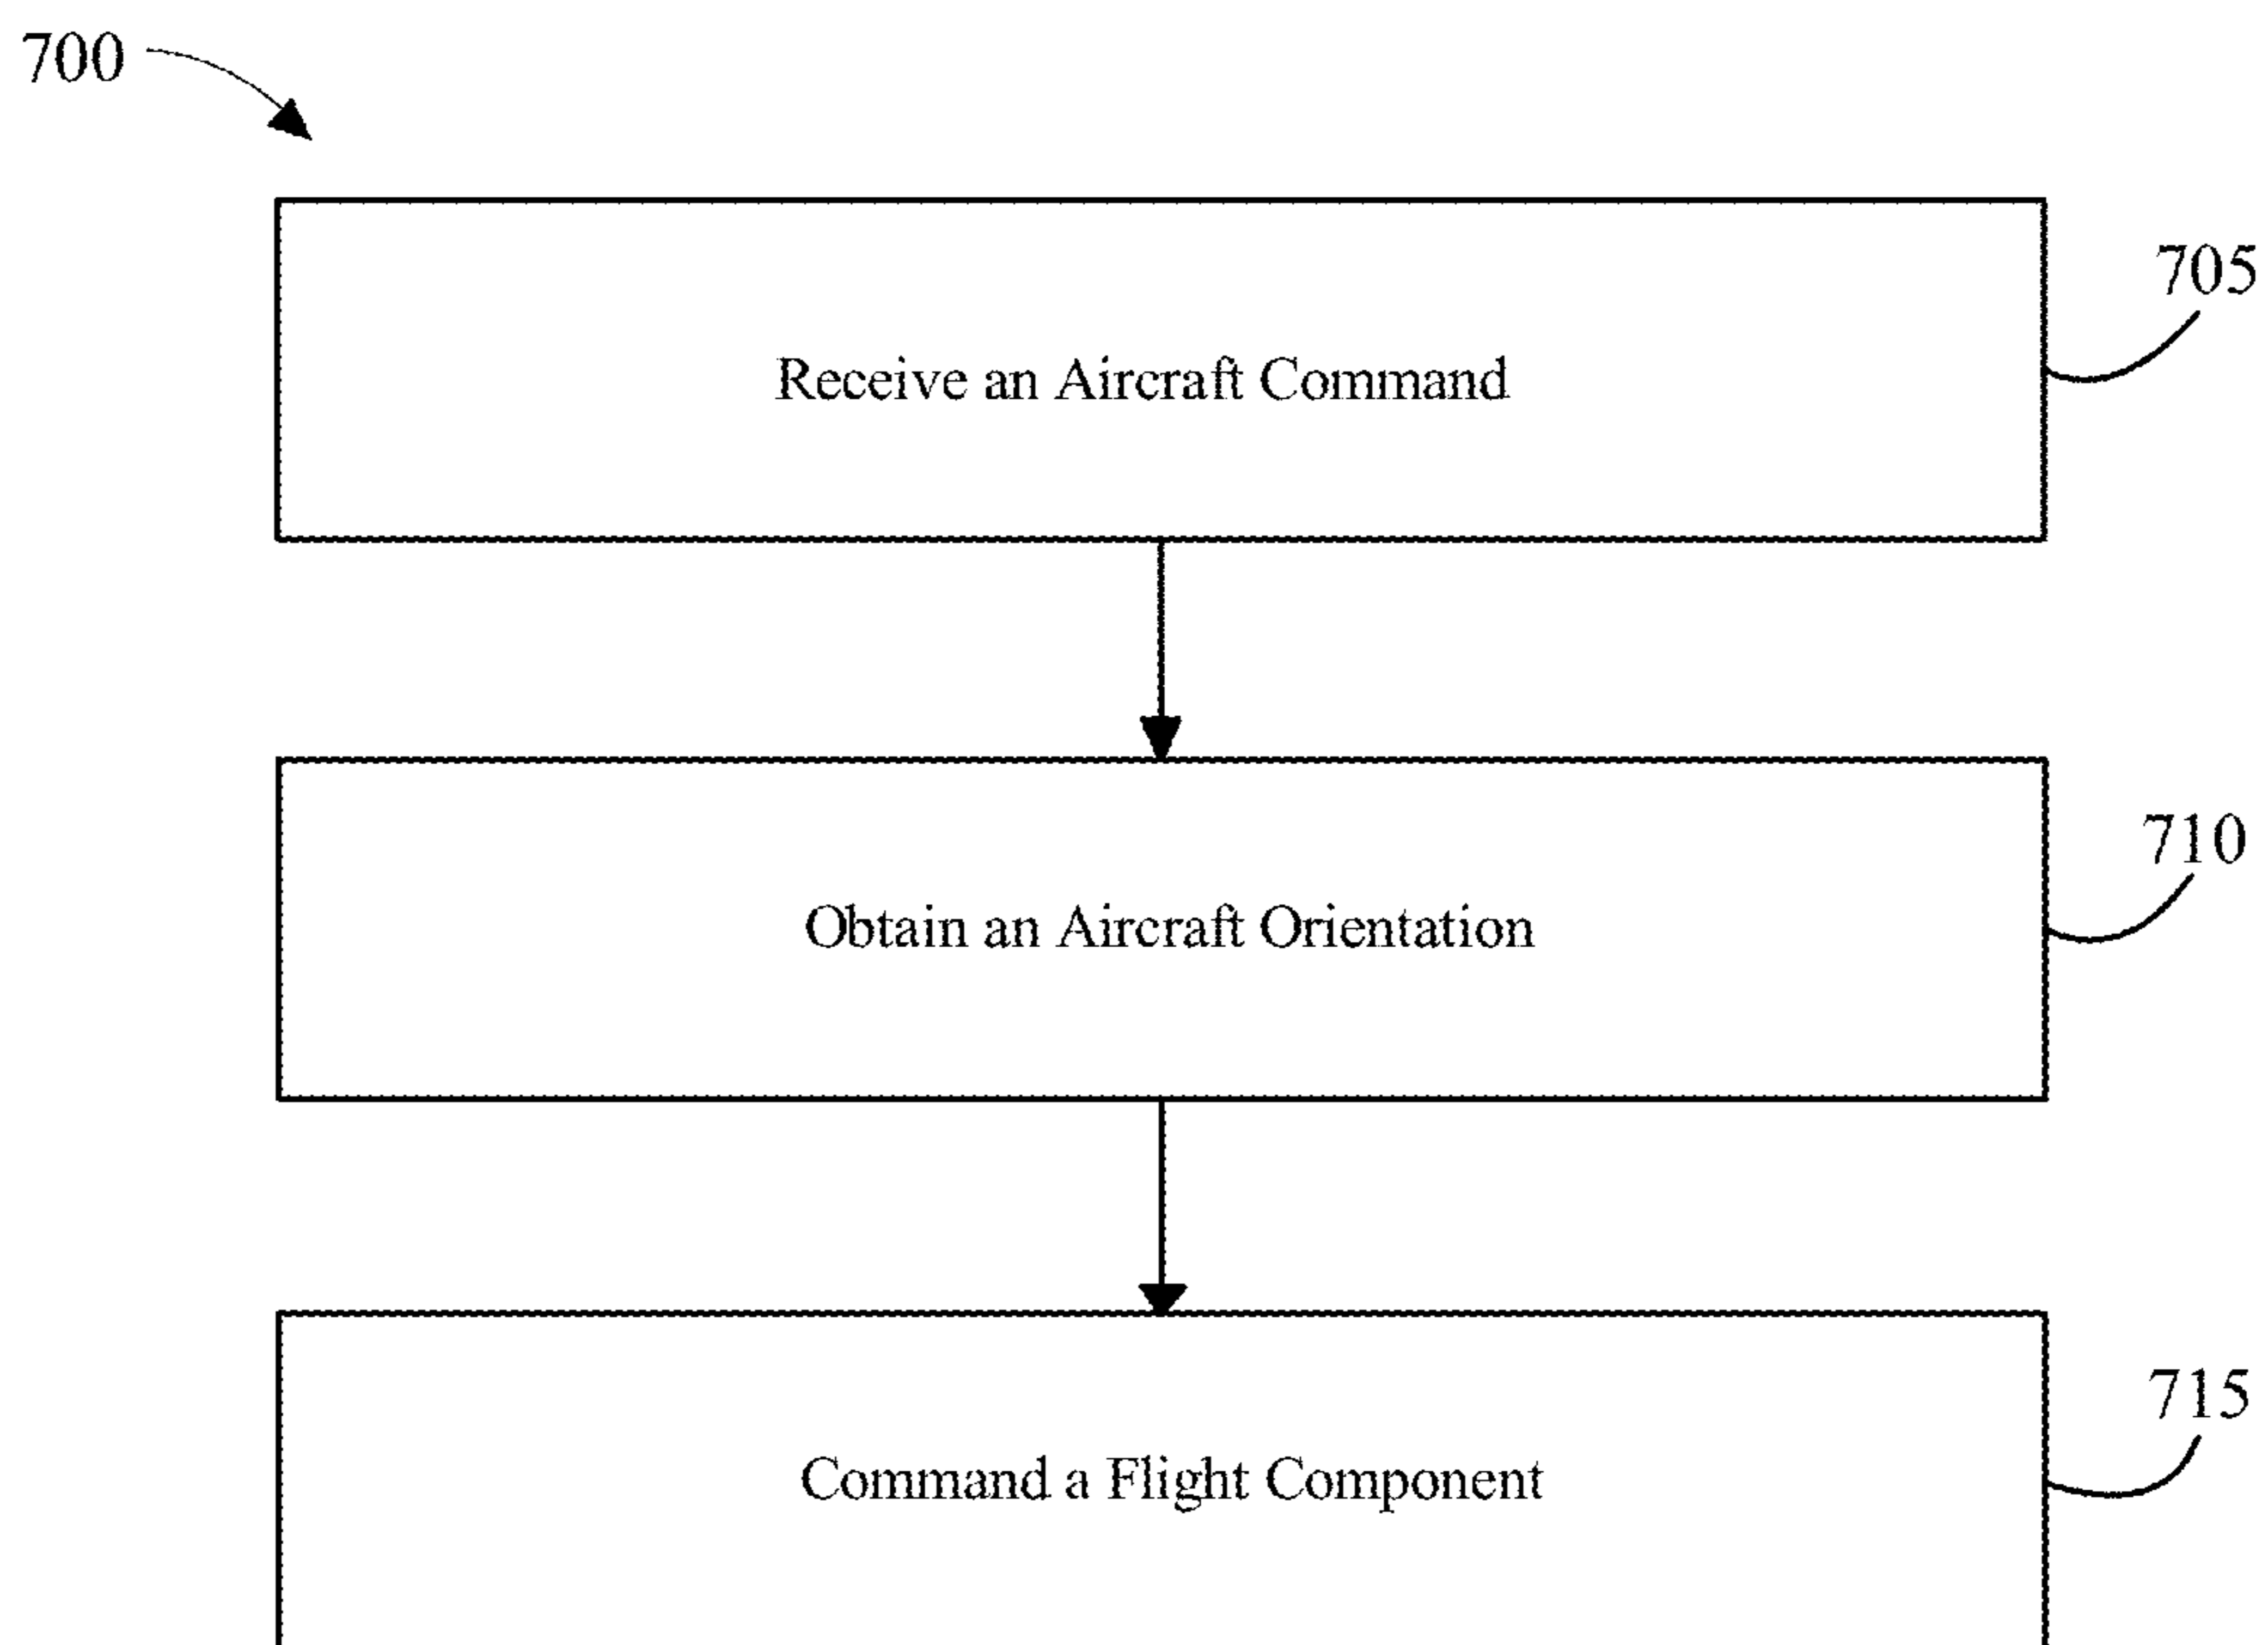 700
705
Receive an Aircraft Command
710
Obtain an Aircraft Orientation
715
Command a Flight Component